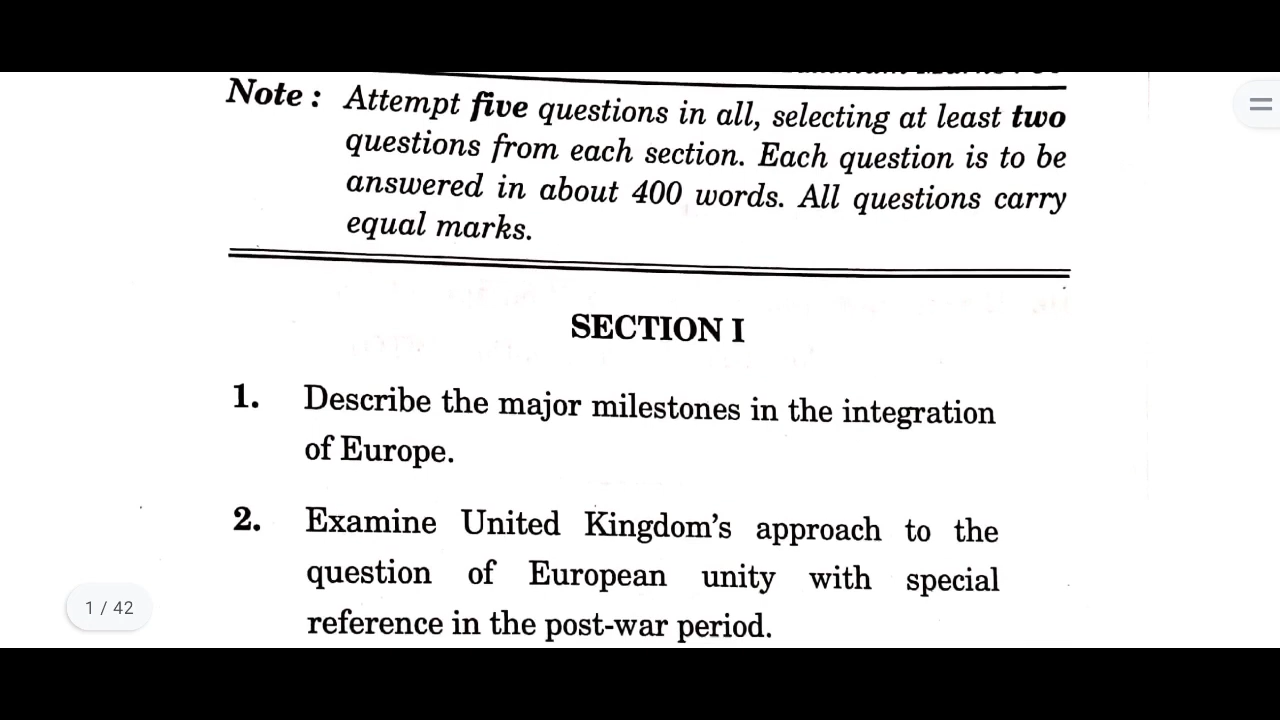 Note : Attempt five questions in all, selecting at least two
questions from each section. Each question is to be
answered in about 400 words. All questions carry
equal marks.
SECTION I
1. Describe the major milestones in the integration
of Europe.
2. Examine United Kingdom's approach to the
question of European unity with special
reference in the post-war period.
1 / 42